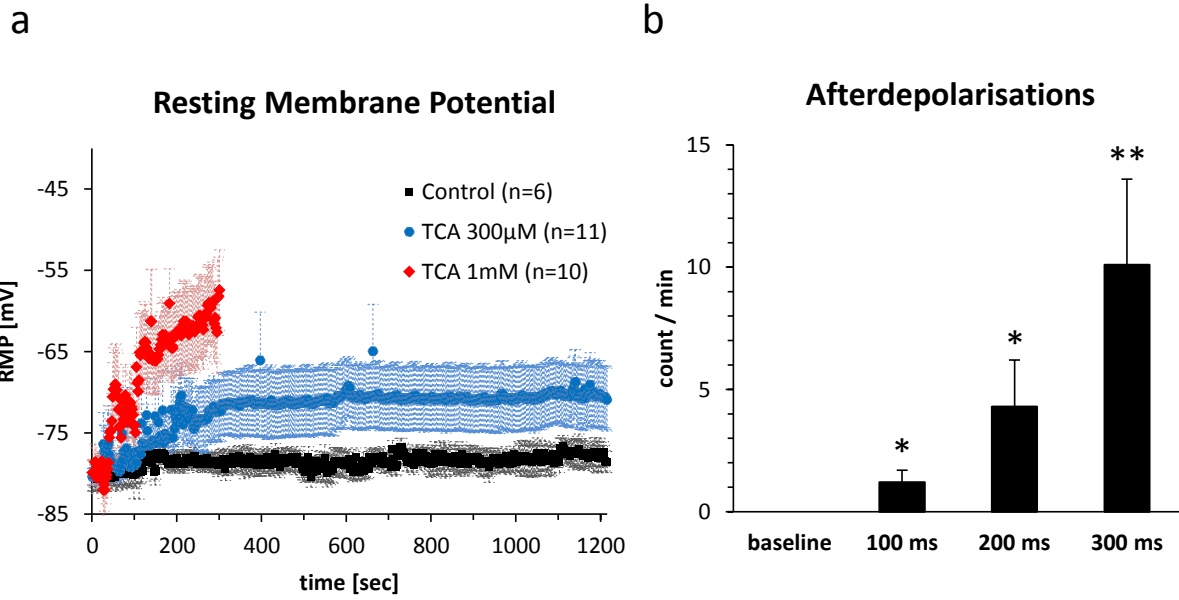 a
Resting Membrane Potential
-45
-55
-65
-75
-85
RMP [mV]
Control (n=6)
TCA 300µM (n=11)
TCA 1mM (n=10)
0 200 400 600 800 1000 1200
time [sec]
b
Afterdepolarisations
15
10
5
0
count / min
*
*
**
baseline 100 ms 200 ms 300 ms